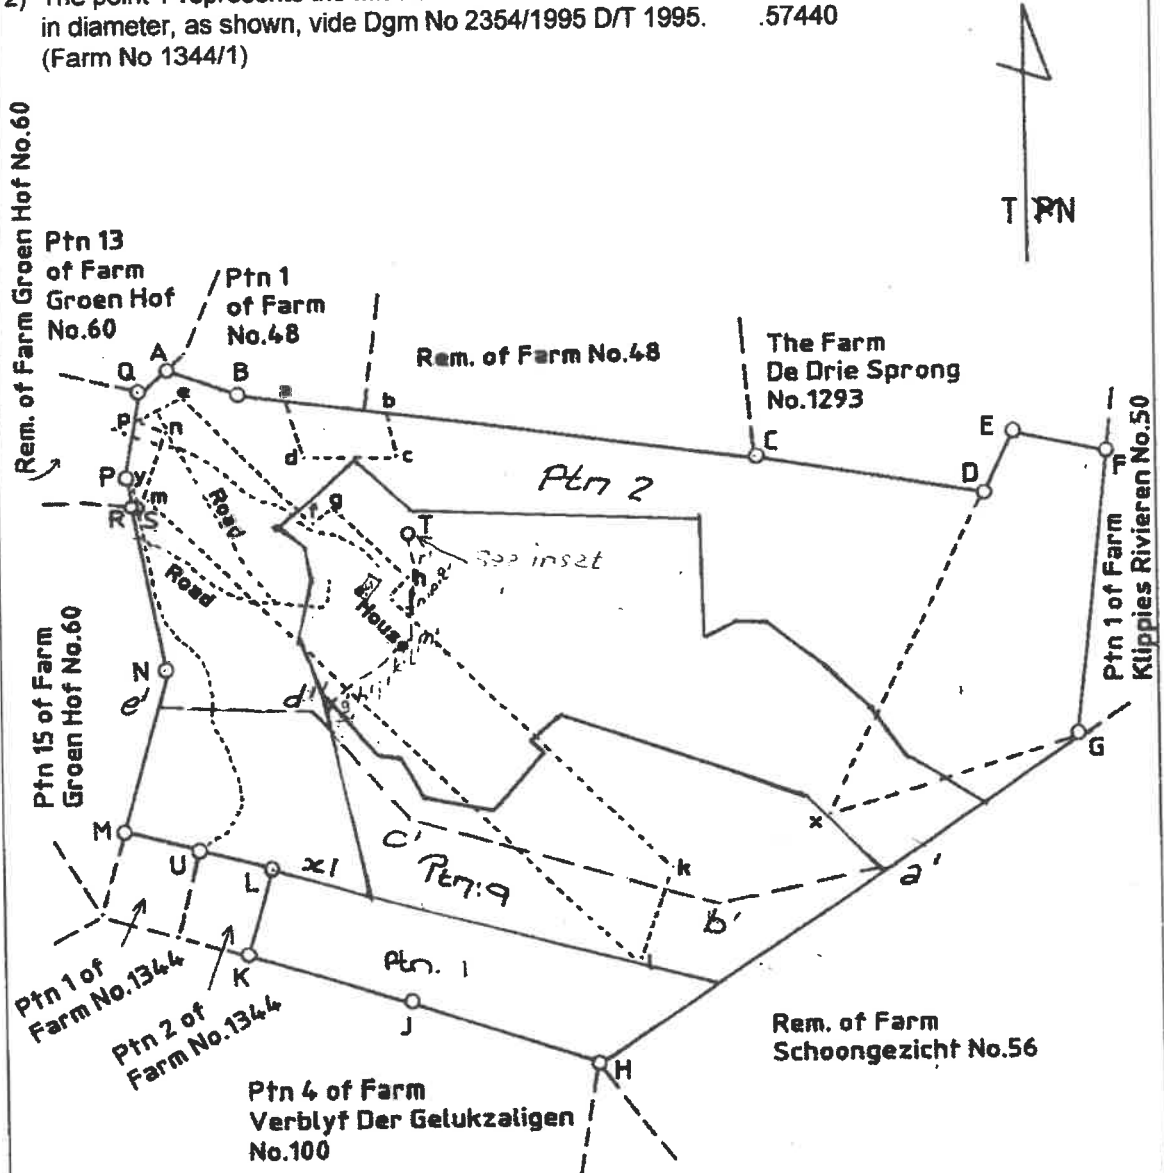 in diameter, as shown, vide Dgm No 2354/1995 D/T 1995. .57440
(Farm No 1344/1)
Rem. of Farm Groen Hof No.60
Ptn 13
of Farm
Groen Hof
No.60
Ptn 1
of Farm
No.48
Rem. of Farm No.48
The Farm
De Drie Sprong
No.1293
Ptn 1 of Farm
Klippies Rivieren No.50
A
Q
B
e
a
b
P
n
C
E
F
D
d
c
Ptn 2
P
y
m
R
S
Road
f
g
T
See inset
r'
h
Road
House
m'
N
e'
d'
Ptn 15 of Farm
Groen Hof No.60
G
x
c'
M
U
L
x1
Ptn. 9
k
b'
a'
l
K
Ptn. 1
J
H
Ptn 1 of
Farm No.1344
Ptn 2 of
Farm No.1344
Ptn 4 of Farm
Verblyf Der Gelukzaligen
No.100
Rem. of Farm
Schoongezicht No.56